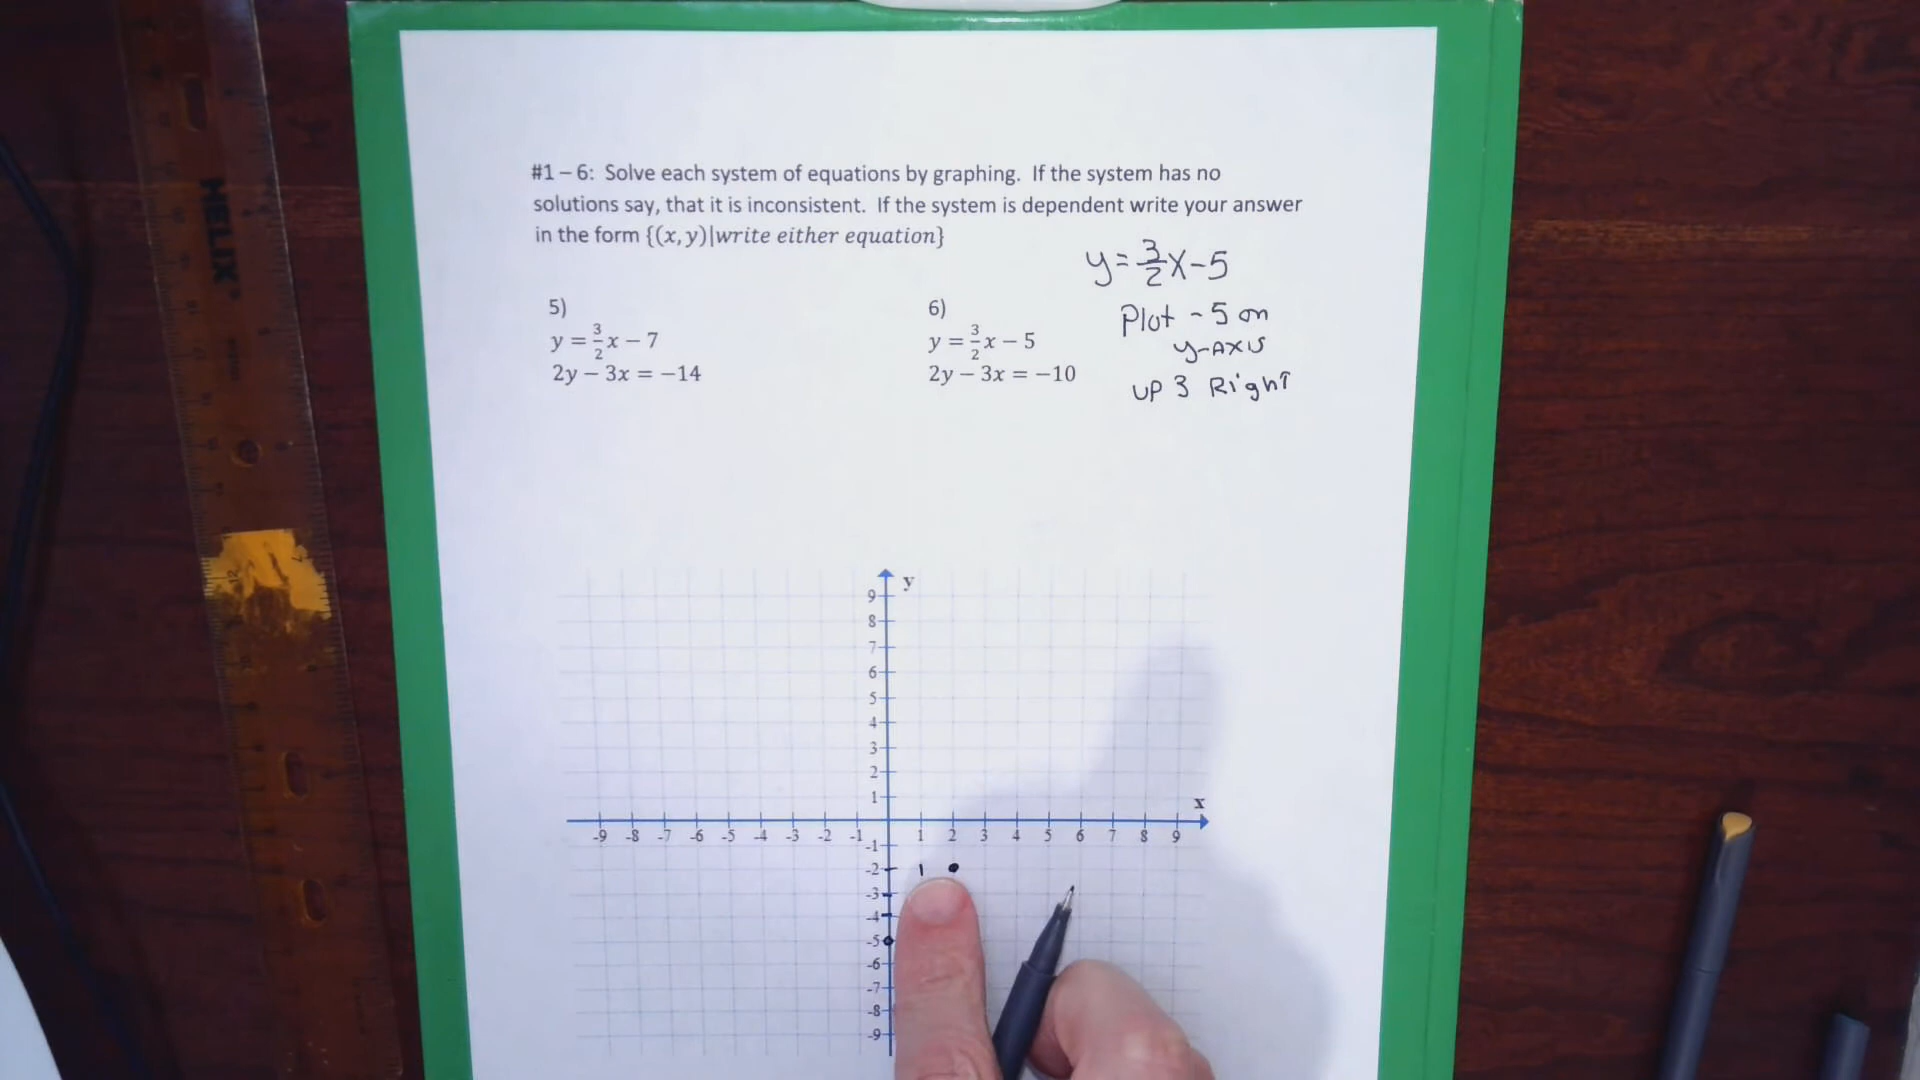 #1 – 6: Solve each system of equations by graphing. If the system has no
solutions say, that it is inconsistent. If the system is dependent write your answer
in the form {(x, y)|write either equation}
y = 3/2 x - 5
Plot - 5 on
y-axis
up 3 Right
5)
y = 3/2 x − 7
2y − 3x = −14
6)
y = 3/2 x − 5
2y − 3x = −10
y
9
8
7
6
5
4
3
2
1
x
-9 -8 -7 -6 -5 -4 -3 -2 -1 1 2 3 4 5 6 7 8 9
-1
-2
-3
-4
-5
-6
-7
-8
-9
HELIX